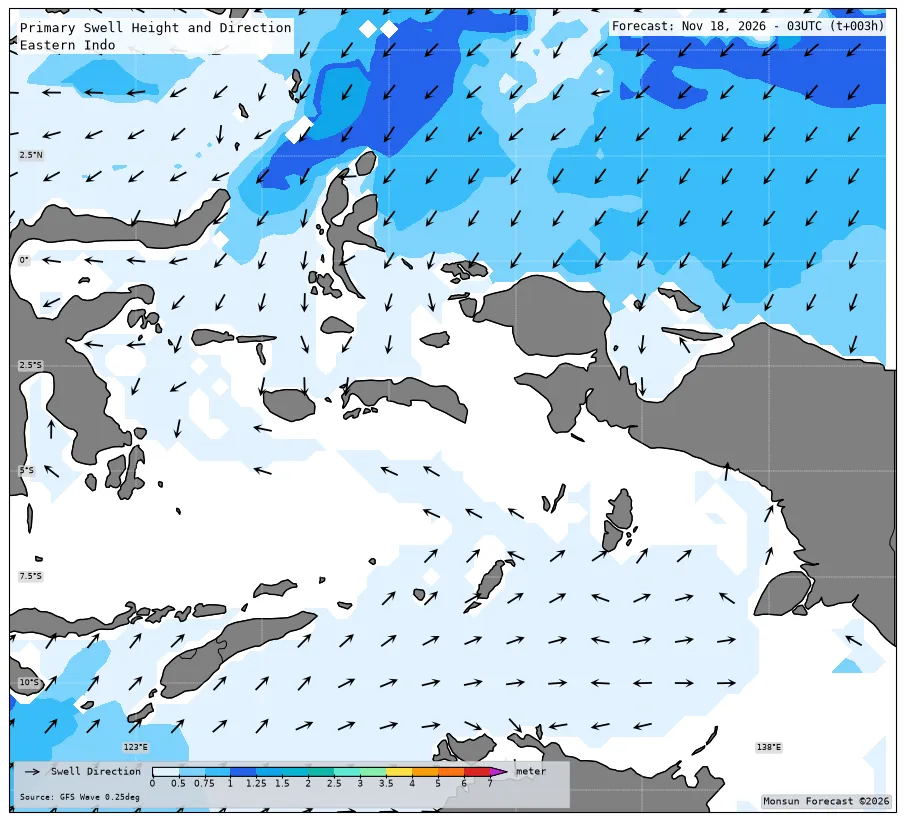 Primary Swell Height and Direction
Eastern Indo
Forecast: Nov 18, 2026 - 03UTC (t+003h)
2.5°N
0°
2.5°S
5°S
7.5°S
10°S
123°E
138°E
Swell Direction
meter
0 0.5 0.75 1 1.25 1.5 2 2.5 3 3.5 4 5 6 7
Source: GFS Wave 0.25deg
Monsun Forecast ©2026